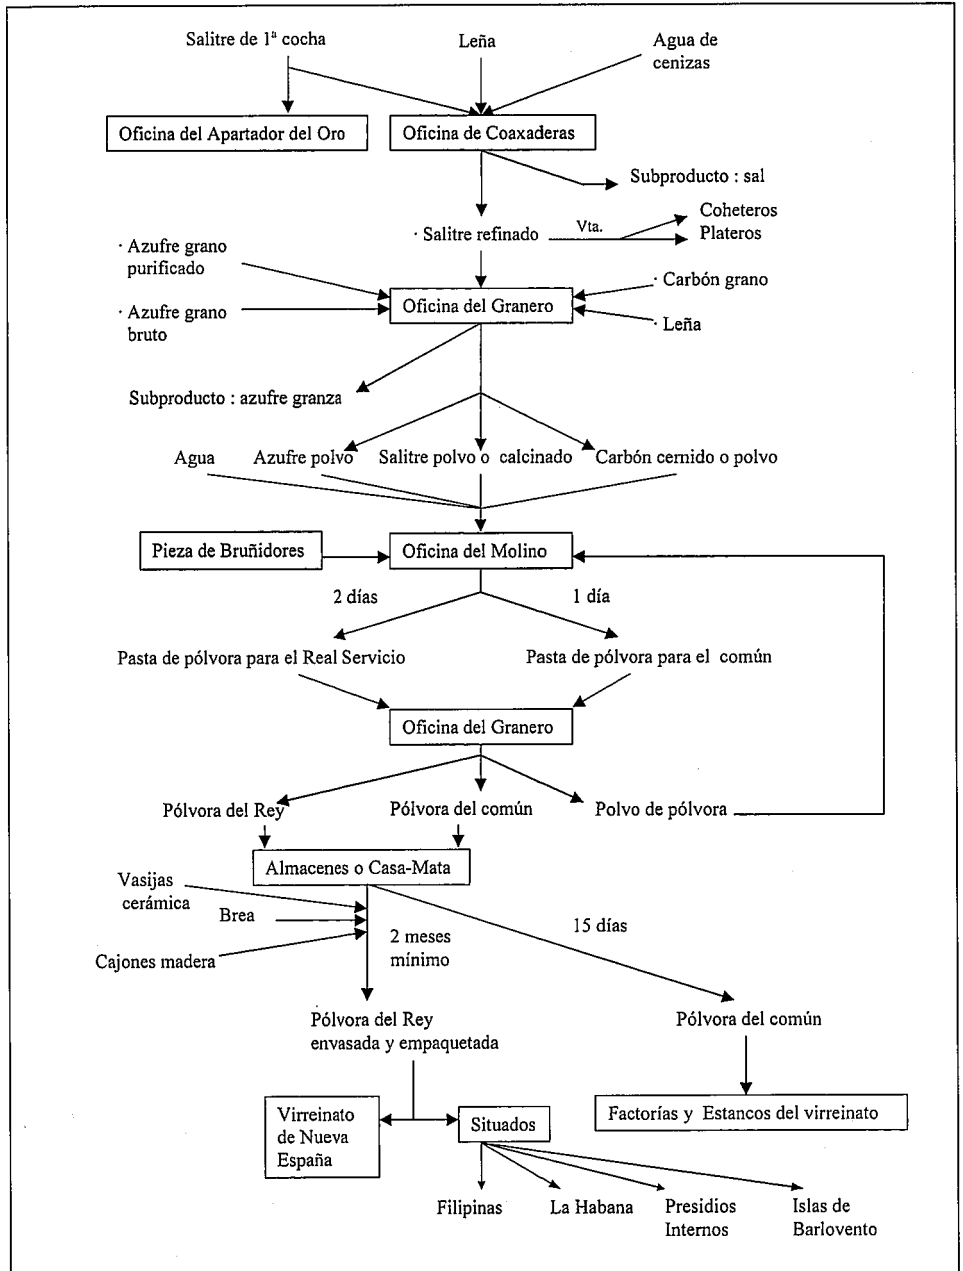 Salitre de 1ª cocha
Leña
Agua de
cenizas
Oficina del Apartador del Oro
Oficina de Coaxaderas
Subproducto : sal
· Salitre refinado
Vta.
Coheteros
Plateros
· Azufre grano
purificado
· Azufre grano
bruto
Oficina del Granero
· Carbón grano
· Leña
Subproducto : azufre granza
Agua
Azufre polvo
Salitre polvo o calcinado
Carbón cernido o polvo
Pieza de Bruñidores
Oficina del Molino
2 días
1 día
Pasta de pólvora para el Real Servicio
Pasta de pólvora para el común
Oficina del Granero
Pólvora del Rey
Pólvora del común
Polvo de pólvora
Almacenes o Casa-Mata
Vasijas
cerámica
Brea
Cajones madera
2 meses
mínimo
15 días
Pólvora del Rey
envasada y empaquetada
Pólvora del común
Virreinato
de Nueva
España
Situados
Factorías y Estancos del virreinato
Filipinas
La Habana
Presidios
Internos
Islas de
Barlovento